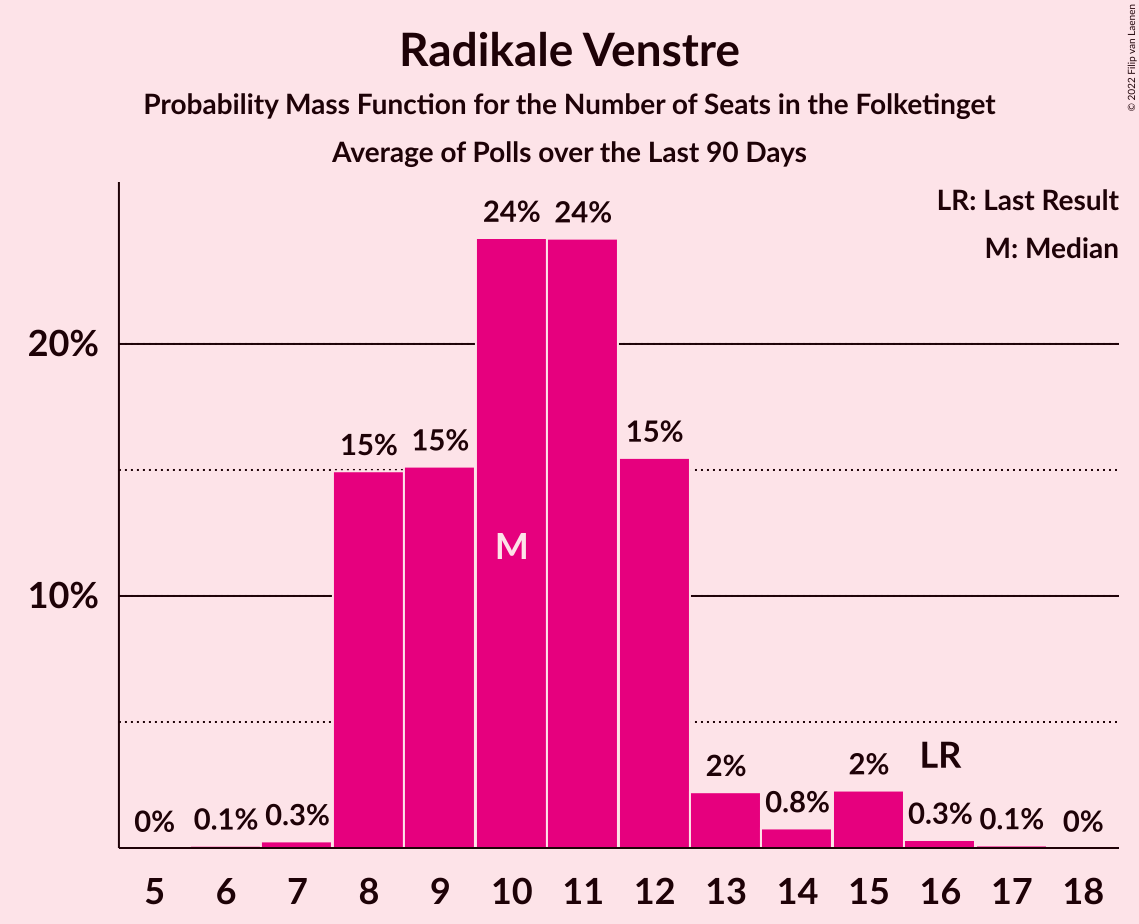 Radikale Venstre
Probability Mass Function for the Number of Seats in the Folketinget
Average of Polls over the Last 90 Days
© 2022 Filip van Laenen
LR: Last Result
M: Median
24% 24%
20%
15% 15% 15%
M
10%
LR
2% 2%
0% 0.1% 0.3% 0.8% 0.3% 0.1% 0%
5 6 7 8 9 10 11 12 13 14 15 16 17 18